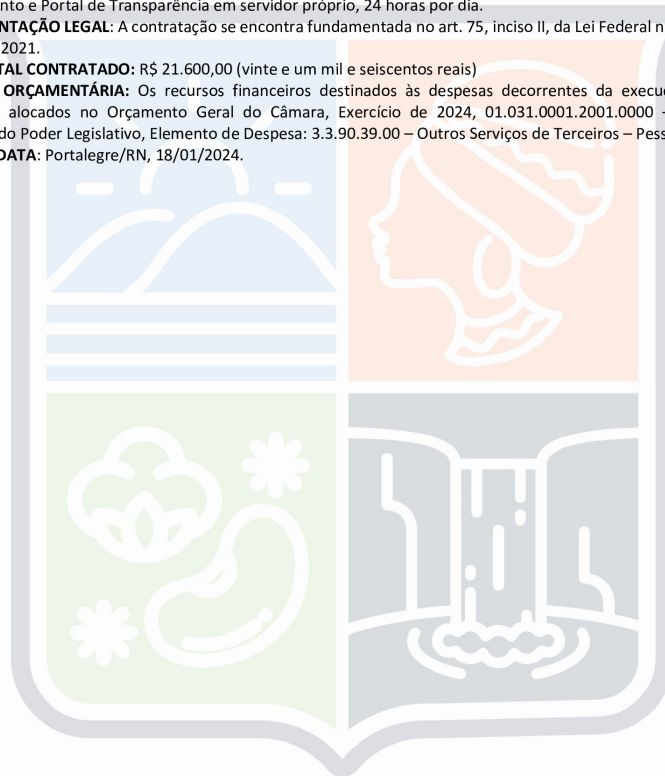 nto e Portal de Transparência em servidor próprio, 24 horas por dia.
NTAÇÃO LEGAL: A contratação se encontra fundamentada no art. 75, inciso II, da Lei Federal n
2021.
TAL CONTRATADO: R$ 21.600,00 (vinte e um mil e seiscentos reais)
ORÇAMENTÁRIA: Os recursos financeiros destinados às despesas decorrentes da execu
alocados no Orçamento Geral do Câmara, Exercício de 2024, 01.031.0001.2001.0000 -
do Poder Legislativo, Elemento de Despesa: 3.3.90.39.00 – Outros Serviços de Terceiros – Pess
DATA: Portalegre/RN, 18/01/2024.